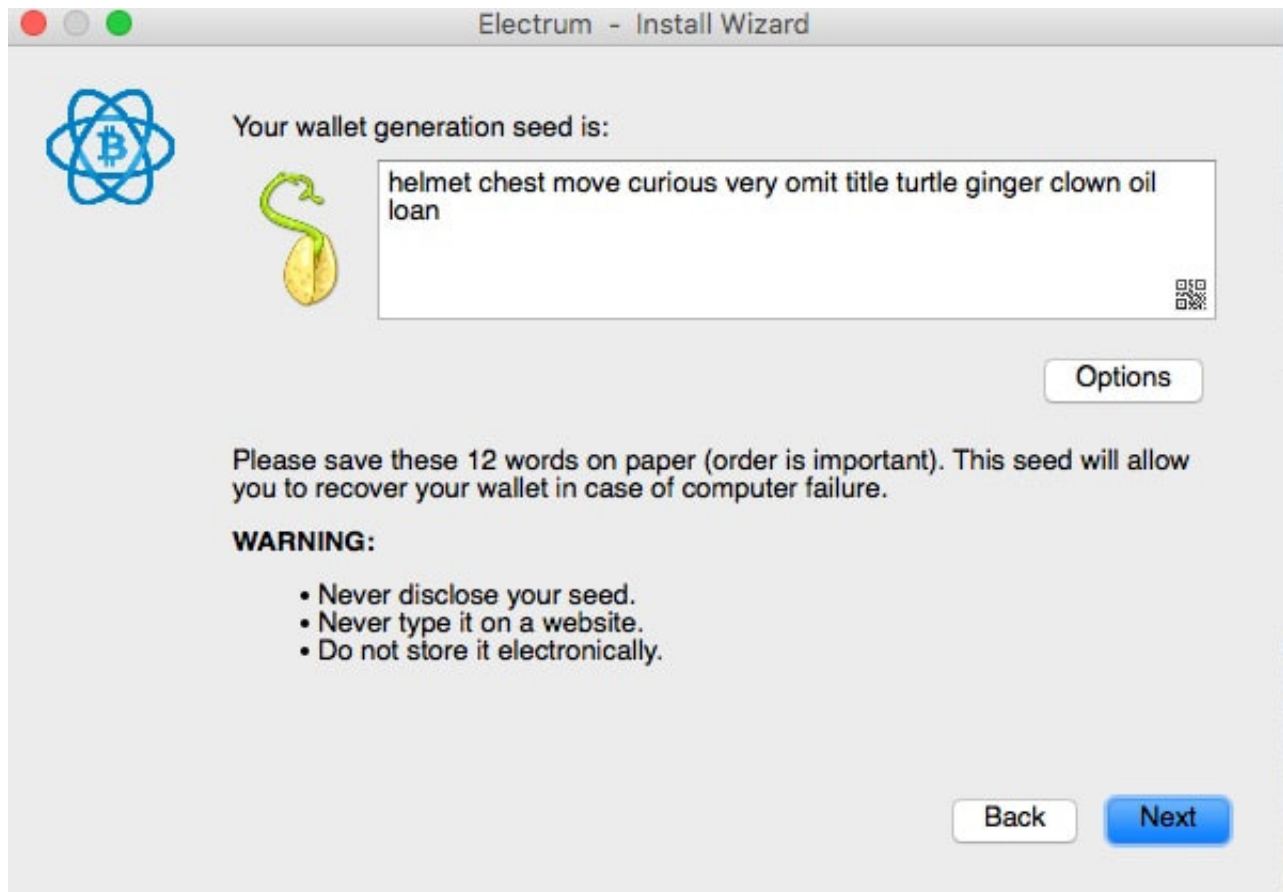 Electrum - Install Wizard
Your wallet generation seed is:
helmet chest move curious very omit title turtle ginger clown oil
loan
Options
Please save these 12 words on paper (order is important). This seed will allow
you to recover your wallet in case of computer failure.
WARNING:
• Never disclose your seed.
• Never type it on a website.
• Do not store it electronically.
Back
Next